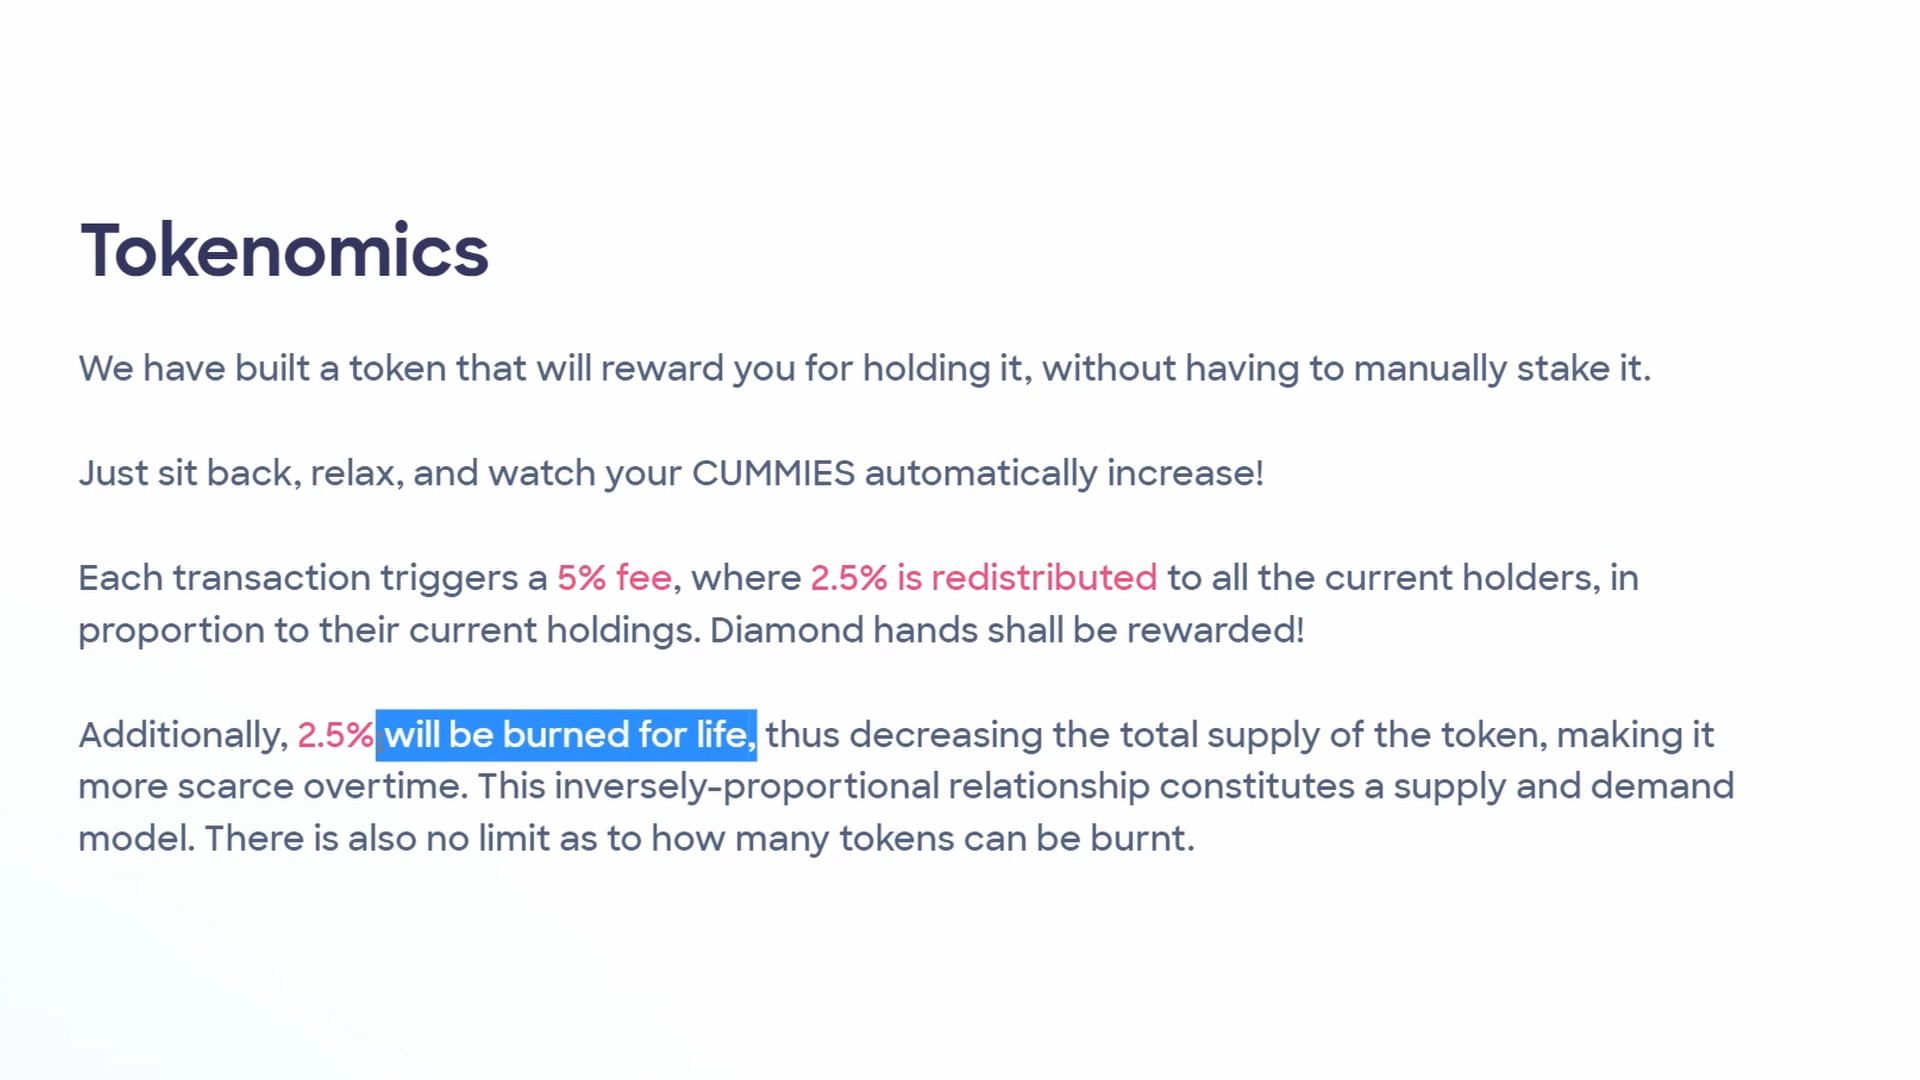 Tokenomics
We have built a token that will reward you for holding it, without having to manually stake it.
Just sit back, relax, and watch your CUMMIES automatically increase!
Each transaction triggers a 5% fee, where 2.5% is redistributed to all the current holders, in
proportion to their current holdings. Diamond hands shall be rewarded!
Additionally, 2.5% will be burned for life, thus decreasing the total supply of the token, making it
more scarce overtime. This inversely-proportional relationship constitutes a supply and demand
model. There is also no limit as to how many tokens can be burnt.